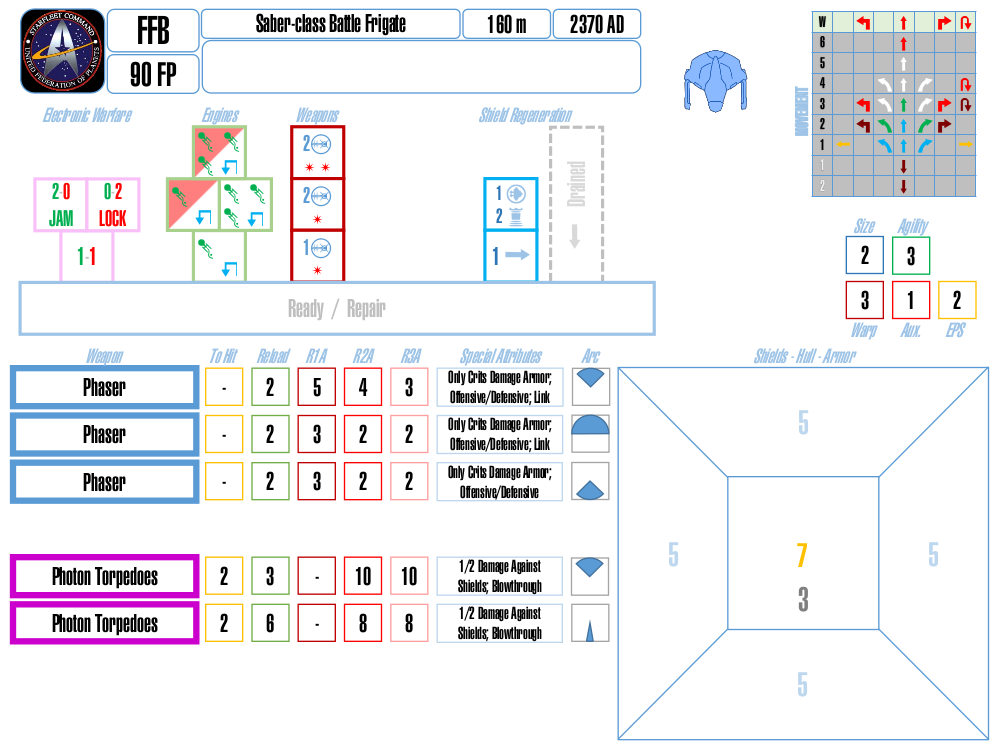 STARFLEET COMMAND
UNITED FEDERATION OF PLANETS
FFB
90 FP
Saber-class Battle Frigate
160 m
2370 AD
Electronic Warfare
Engines
Weapons
Shield Regeneration
2-0
JAM
0-2
LOCK
1-1
2
2
1
1
2
1
Drained
Ready / Repair
MOVEMENT
W
6
5
4
3
2
1
1
2
Size
Agility
2
3
3
1
2
Warp
Aux.
EPS
Weapon
To Hit
Reload
R1A
R2A
R3A
Special Attributes
Arc
Phaser
-
2
5
4
3
Only Crits Damage Armor;
Offensive/Defensive; Link
Phaser
-
2
3
2
2
Only Crits Damage Armor;
Offensive/Defensive; Link
Phaser
-
2
3
2
2
Only Crits Damage Armor;
Offensive/Defensive
Photon Torpedoes
2
3
-
10
10
1/2 Damage Against
Shields; Blowthrough
Photon Torpedoes
2
6
-
8
8
1/2 Damage Against
Shields; Blowthrough
Shields - Hull - Armor
5
5
7
3
5
5